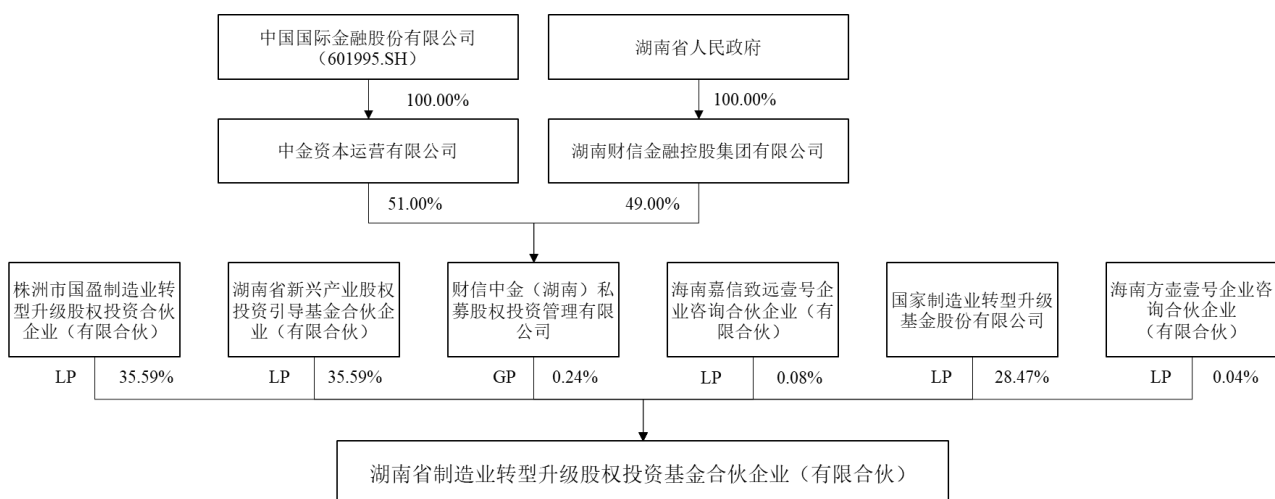 中国国际金融股份有限公司
（601995.SH）
湖南省人民政府
100.00%
100.00%
中金资本运营有限公司
湖南财信金融控股集团有限公司
51.00%
49.00%
株洲市国盈制造业转
型升级股权投资合伙
企业（有限合伙）
湖南省新兴产业股权
投资引导基金合伙企
业（有限合伙）
财信中金（湖南）私
募股权投资管理有限
公司
海南嘉信致远壹号企
业咨询合伙企业（有
限合伙）
国家制造业转型升级
基金股份有限公司
海南方壶壹号企业咨
询合伙企业
（有限合伙）
LP
35.59%
LP
35.59%
GP
0.24%
LP
0.08%
LP
28.47%
LP
0.04%
湖南省制造业转型升级股权投资基金合伙企业（有限合伙）